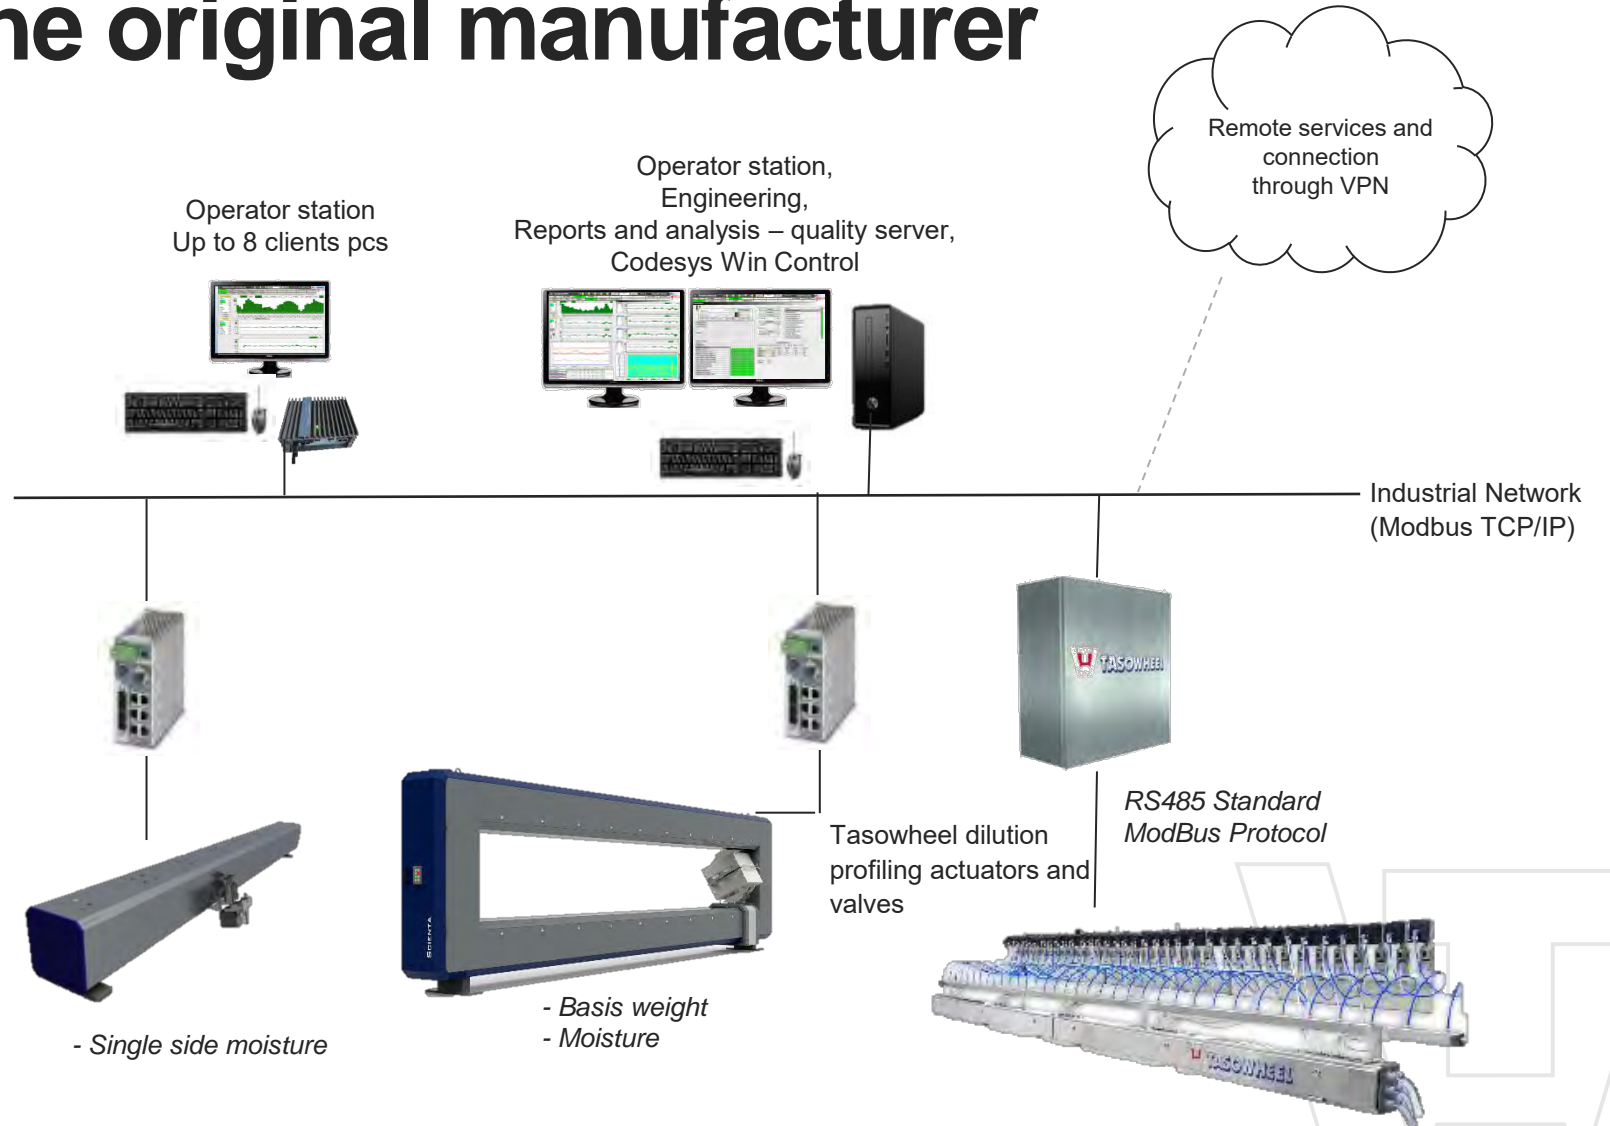 he original manufacturer
Remote services and
connection
through VPN
Operator station,
Engineering,
Reports and analysis – quality server,
Codesys Win Control
Operator station
Up to 8 clients pcs
Industrial Network
(Modbus TCP/IP)
TASOWHEEL
RS485 Standard
ModBus Protocol
Tasowheel dilution
profiling actuators and
valves
SCIENTA
- Basis weight
- Moisture
- Single side moisture
TASOWHEEL